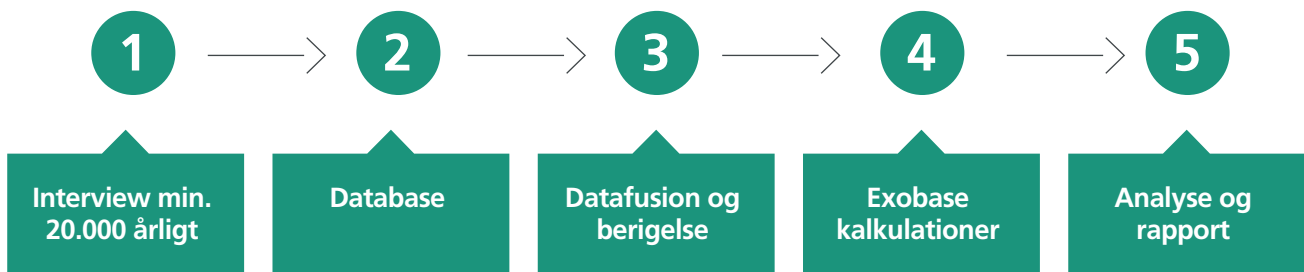 1
2
3
4
5
Interview min.
20.000 årligt
Database
Datafusion og
berigelse
Exobase
kalkulationer
Analyse og
rapport